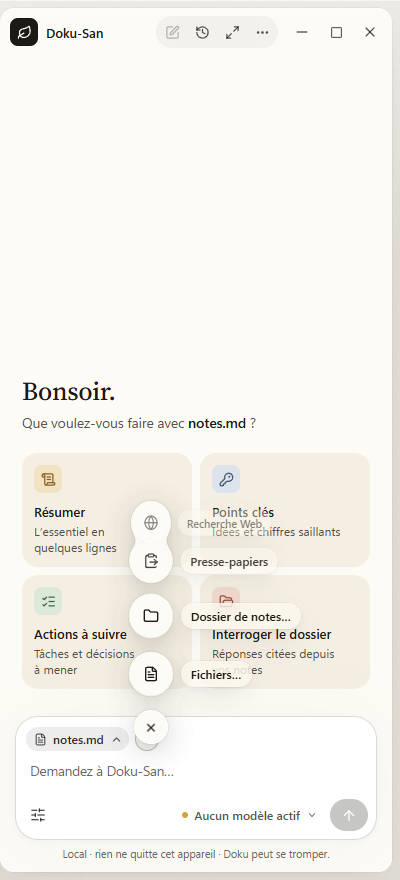 Doku-San
Bonsoir.
Que voulez-vous faire avec notes.md ?
Résumer
L'essentiel en
quelques lignes
Points clés
Idées et chiffres saillants
Recherche Web
Presse-papiers
Actions à suivre
Tâches et décisions
à mener
Dossier de notes...
Interroger le dossier
Réponses citées depuis
notes
Fichiers...
notes.md
Demandez à Doku-San...
Aucun modèle actif
Local · rien ne quitte cet appareil · Doku peut se tromper.